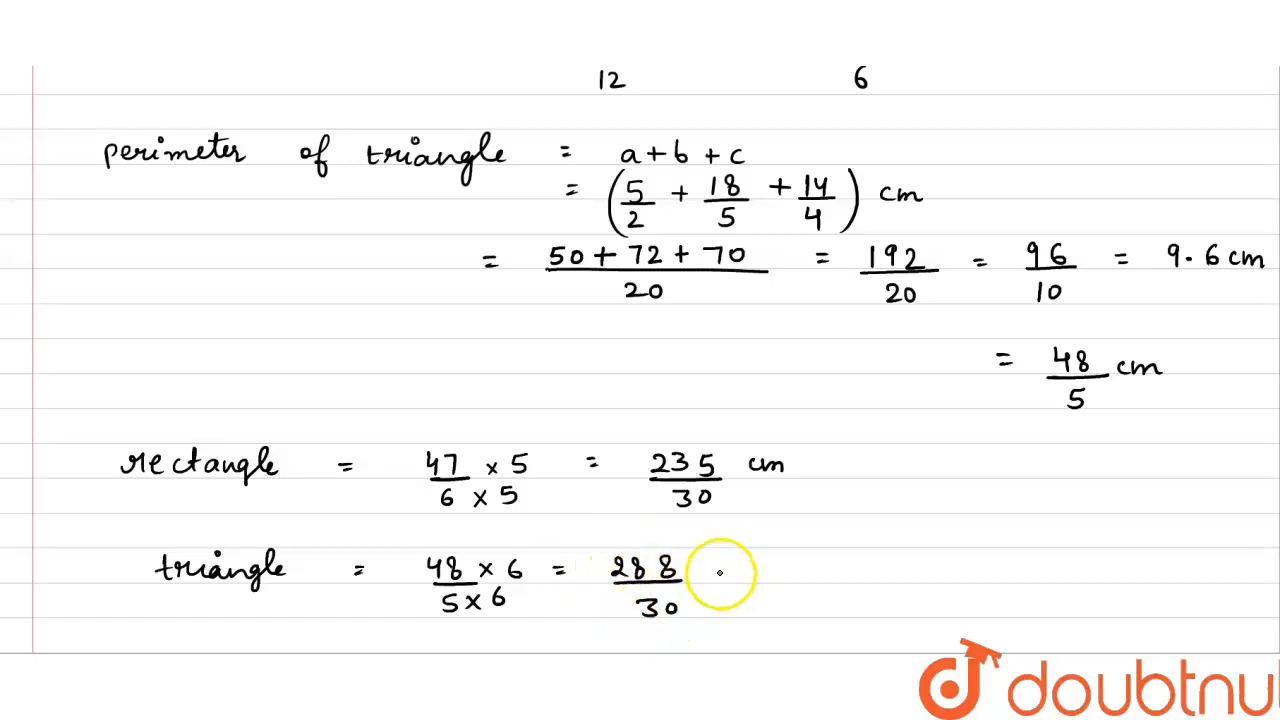 12 6
perimeter of triangle = a + b + c
= (5/2 + 18/5 + 14/4) cm
= 50 + 72 + 70 / 20 = 192/20 = 96/10 = 9.6 cm
= 48/5 cm
rectangle = 47 × 5 / 6 × 5 = 235/30 cm
triangle = 48 × 6 / 5 × 6 = 288/30
doubtnu